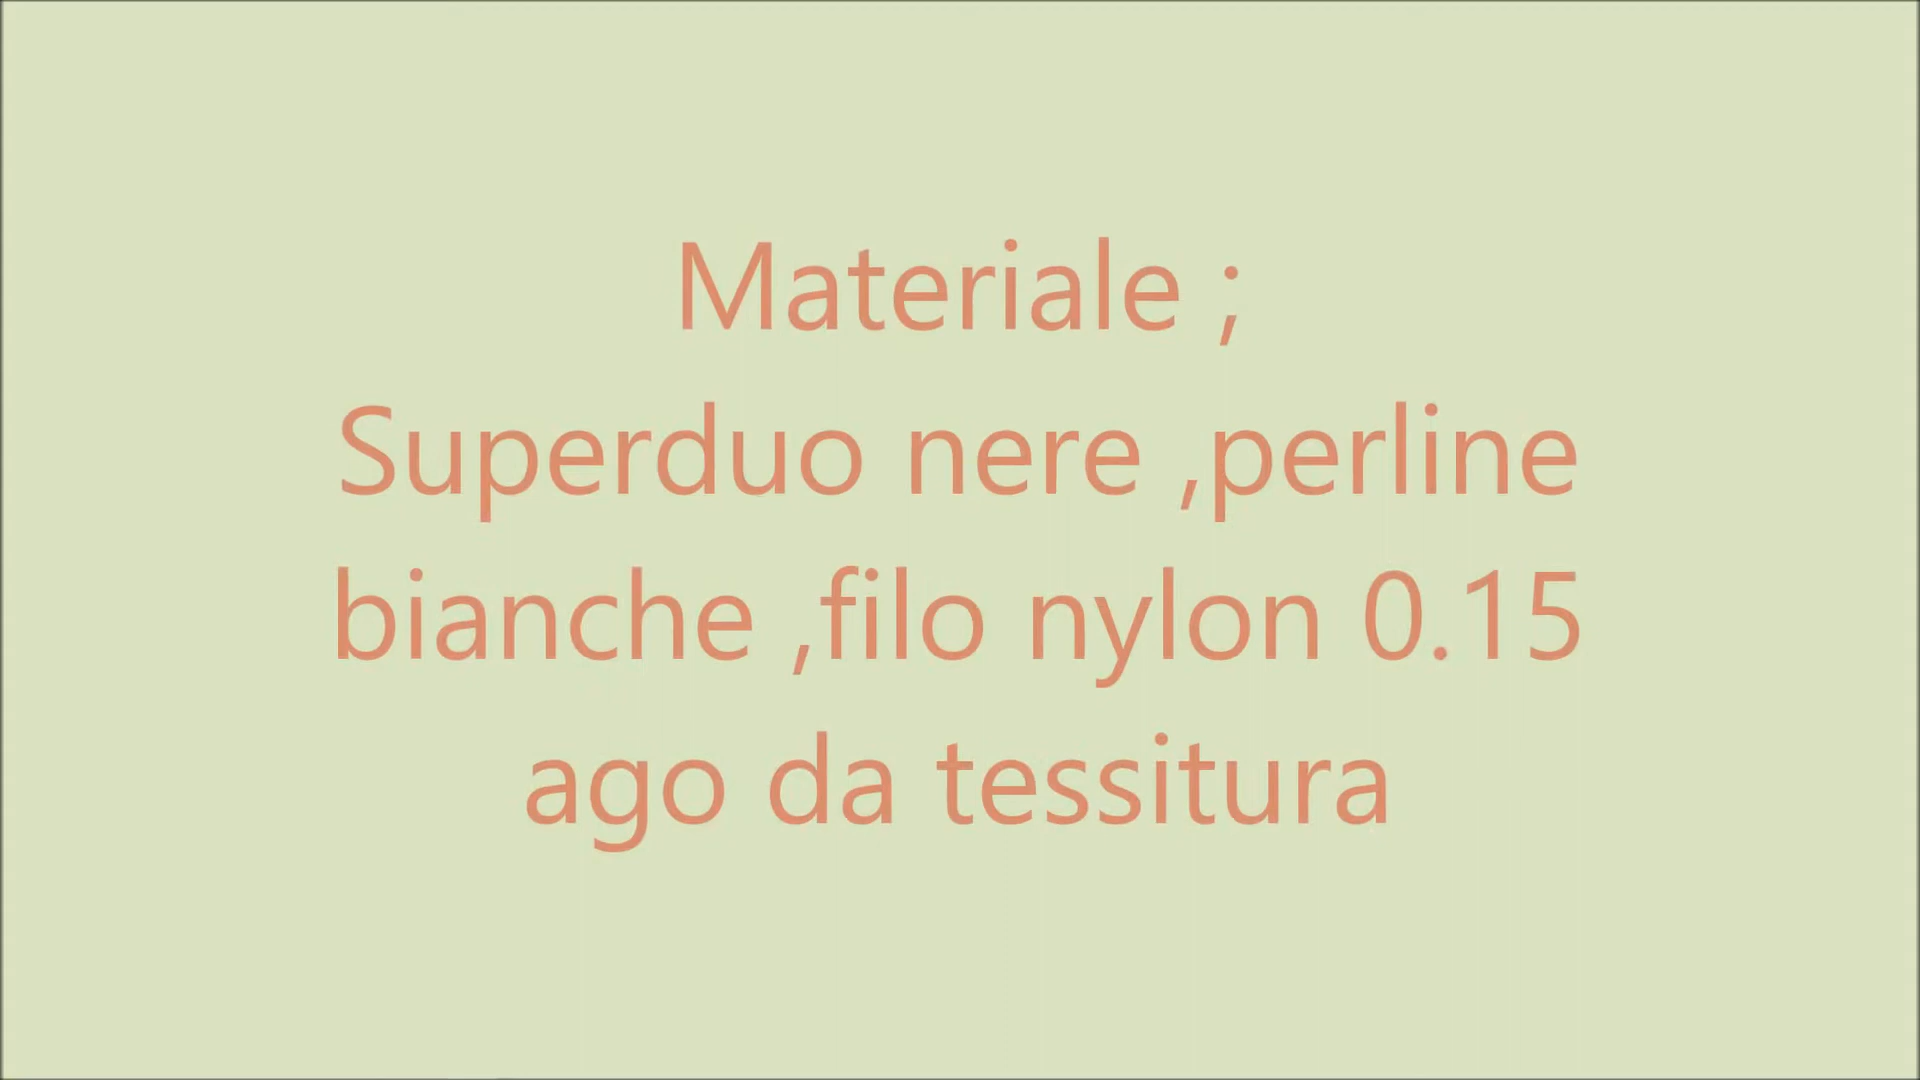 Materiale ;
Superduo nere ,perline
bianche ,filo nylon 0.15
ago da tessitura